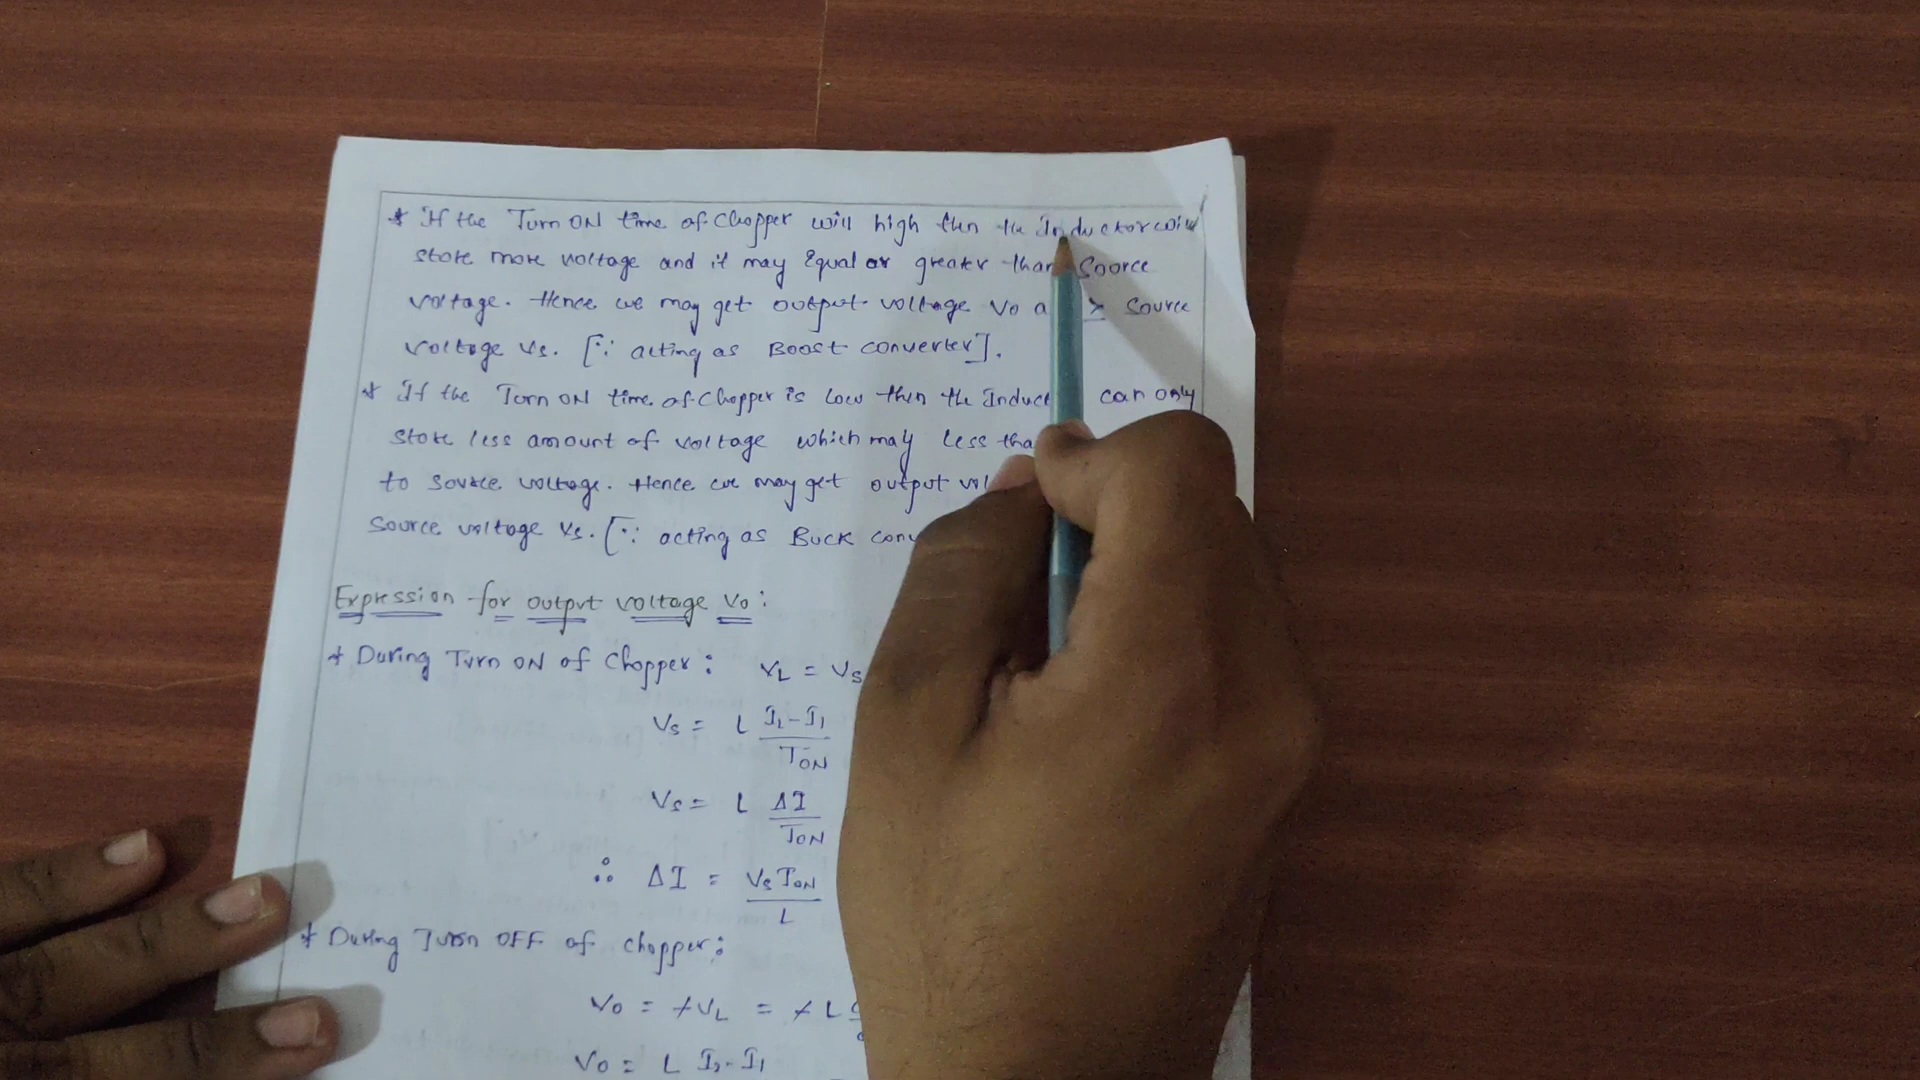 * If the Turn ON time of chopper will high then the Inductor will
store more voltage and it may Equal or greater than Source
voltage. Hence we may get output voltage Vo a > Source
voltage Vs. [∵ acting as Boost converter].
* If the Turn ON time of chopper is Low then the Induct can only
store less amount of voltage which may less tha
to source voltage. Hence we may get output vol
Source voltage Vs. [∵ acting as Buck conv
Expression for output voltage Vo:
* During Turn ON of Chopper: VL = Vs
Vs = L I2-I1 / TON
Vs = L ΔI / TON
∴ ΔI = Vs TON / L
* During Turn OFF of chopper:
Vo = +VL = + L
Vo = L I2-I1